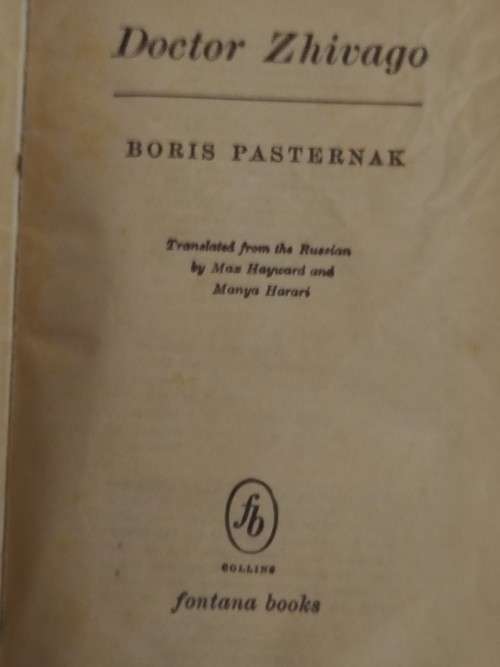 Doctor Zhivago
BORIS PASTERNAK
Translated from the Russian
by Max Hayward and
Manya Harari
fb
COLLINS
fontana books